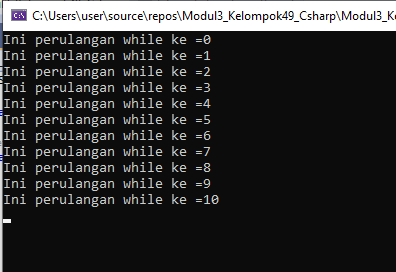 C:\Users\user\source\repos\Modul3_Kelompok49_Csharp\Modul3_Ke
Ini perulangan while ke =0
Ini perulangan while ke =1
Ini perulangan while ke =2
Ini perulangan while ke =3
Ini perulangan while ke =4
Ini perulangan while ke =5
Ini perulangan while ke =6
Ini perulangan while ke =7
Ini perulangan while ke =8
Ini perulangan while ke =9
Ini perulangan while ke =10